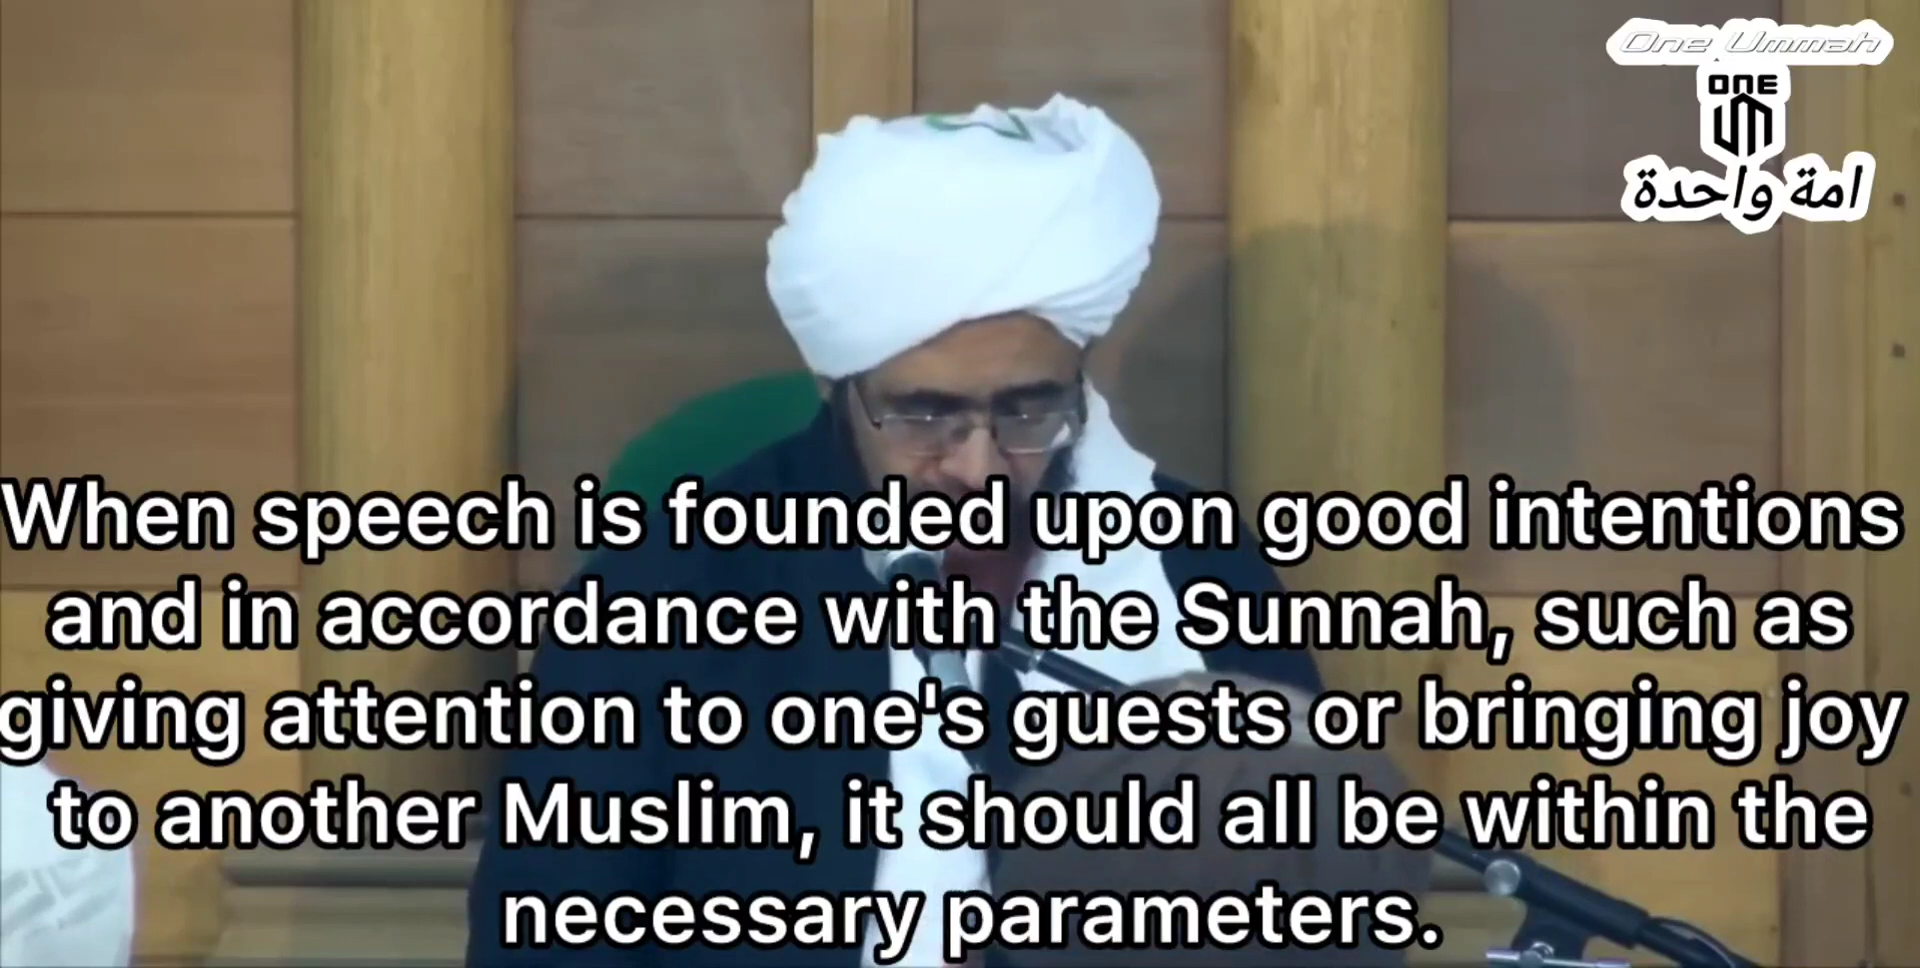 One Ummah
ONE
UM
امة واحدة
When speech is founded upon good intentions
and in accordance with the Sunnah, such as
giving attention to one's guests or bringing joy
to another Muslim, it should all be within the
necessary parameters.